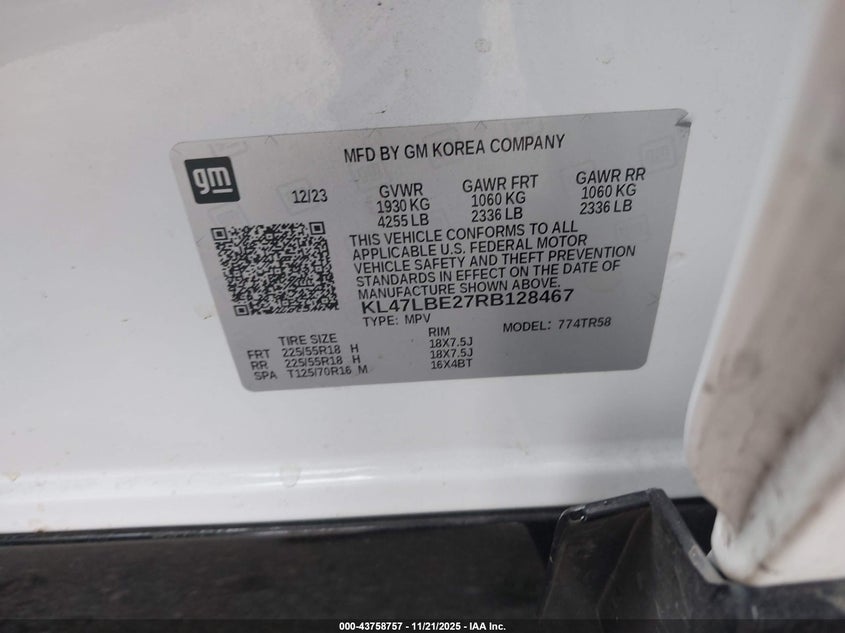 gm
MFD BY GM KOREA COMPANY
12/23
GVWR
1930 KG
4255 LB
GAWR FRT
1060 KG
2336 LB
GAWR RR
1060 KG
2336 LB
THIS VEHICLE CONFORMS TO ALL
APPLICABLE U.S. FEDERAL MOTOR
VEHICLE SAFETY AND THEFT PREVENTION
STANDARDS IN EFFECT ON THE DATE OF
MANUFACTURE SHOWN ABOVE.
KL47LBE27RB128467
TYPE: MPV
MODEL: 774TR58
TIRE SIZE RIM
FRT 225/55R18 H 18X7.5J
RR 225/55R18 H 18X7.5J
SPA T125/70R16 M 16X4BT
000-43758757 - 11/21/2025 - IAA Inc.